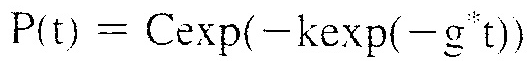 P(t) = Cexp(−kexp(−g*t))